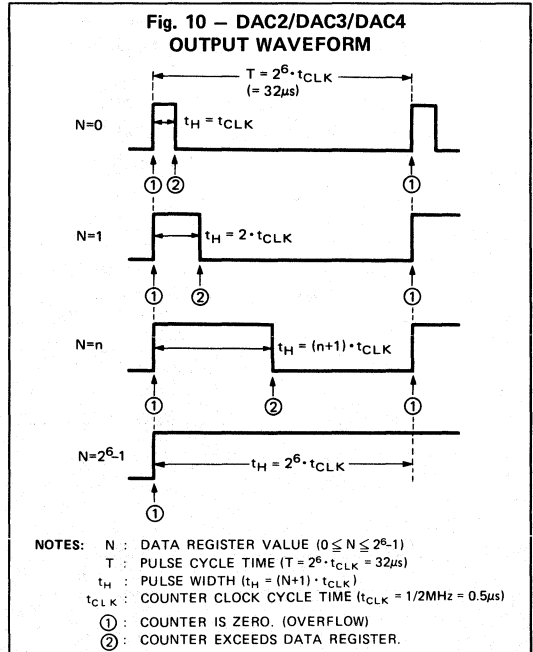 Fig. 10 — DAC2/DAC3/DAC4
OUTPUT WAVEFORM
T = 2⁶·tCLK
(= 32μs)
N=0
tH = tCLK
① ② ①
N=1
tH = 2·tCLK
① ② ①
N=n
tH = (n+1)·tCLK
① ② ①
N=2⁶-1
tH = 2⁶·tCLK
①
NOTES: N : DATA REGISTER VALUE (0 ≦ N ≦ 2⁶-1)
T : PULSE CYCLE TIME (T = 2⁶·tCLK = 32μs)
tH : PULSE WIDTH (tH = (N+1)·tCLK)
tCLK : COUNTER CLOCK CYCLE TIME (tCLK = 1/2MHz = 0.5μs)
① : COUNTER IS ZERO. (OVERFLOW)
② : COUNTER EXCEEDS DATA REGISTER.